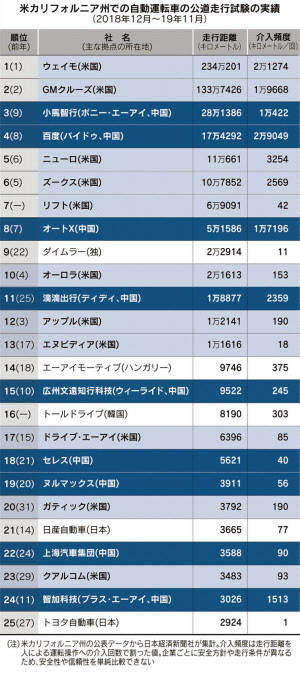 米カリフォルニア州での自動運転車の公道走行試験の実績
(2018年12月〜19年11月)
順位 社名 走行距離 介入頻度
(前年) (主な拠点の所在地) (キロメートル) (キロメートル/回)
1(1) ウェイモ(米国) 234万201 2万1274
2(2) GMクルーズ(米国) 133万7426 1万9668
3(9) 小馬智行(ポニー・エーアイ、中国) 28万1386 1万422
4(8) 百度(バイドゥ、中国) 17万4292 2万9049
5(6) ニューロ(米国) 11万661 3254
6(5) ズークス(米国) 10万7852 2569
7(ー) リフト(米国) 6万9091 42
8(7) オートX(中国) 5万1586 1万7196
9(22) ダイムラー(独) 2万2914 11
10(4) オーロラ(米国) 2万1613 153
11(25) 滴滴出行(ディディ、中国) 1万8877 2359
12(3) アップル(米国) 1万2141 190
13(17) エヌビディア(米国) 1万1616 18
14(18) エーアイモーティブ(ハンガリー) 9746 375
15(10) 広州文遠知行科技(ウィーライド、中国) 9522 245
16(ー) トールドライブ(韓国) 8190 303
17(15) ドライブ・エーアイ(米国) 6396 85
18(21) セレス(中国) 5621 40
19(20) ヌルマックス(中国) 3911 56
20(31) ガティック(米国) 3792 190
21(14) 日産自動車(日本) 3665 77
22(24) 上海汽車集団(中国) 3588 90
23(29) クアルコム(米国) 3483 93
24(11) 智加科技(プラス・エーアイ、中国) 3026 1513
25(27) トヨタ自動車(日本) 2924 1
(注)米カリフォルニア州の公表データから日本経済新聞社が集計。介入頻度は走行距離を
人による運転操作への介入回数で割った値。企業ごとに安全方針や走行条件が異なる
ため、安全性や信頼性を単純比較できない